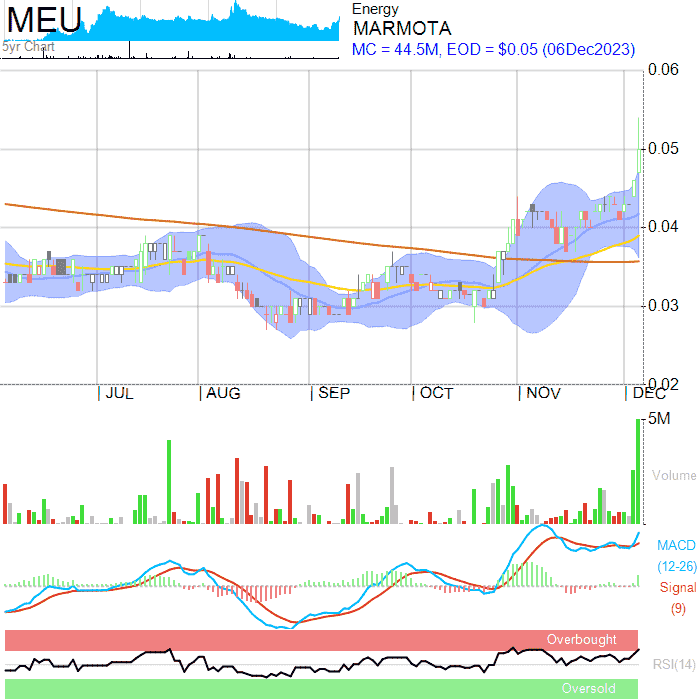 MEU
5yr Chart
Energy
MARMOTA
MC = 44.5M, EOD = $0.05 (06Dec2023)
0.06
0.05
0.04
0.03
0.02
JUL
AUG
SEP
OCT
NOV
DEC
5M
Volume
MACD
(12-26)
Signal
(9)
Overbought
RSI(14)
Oversold